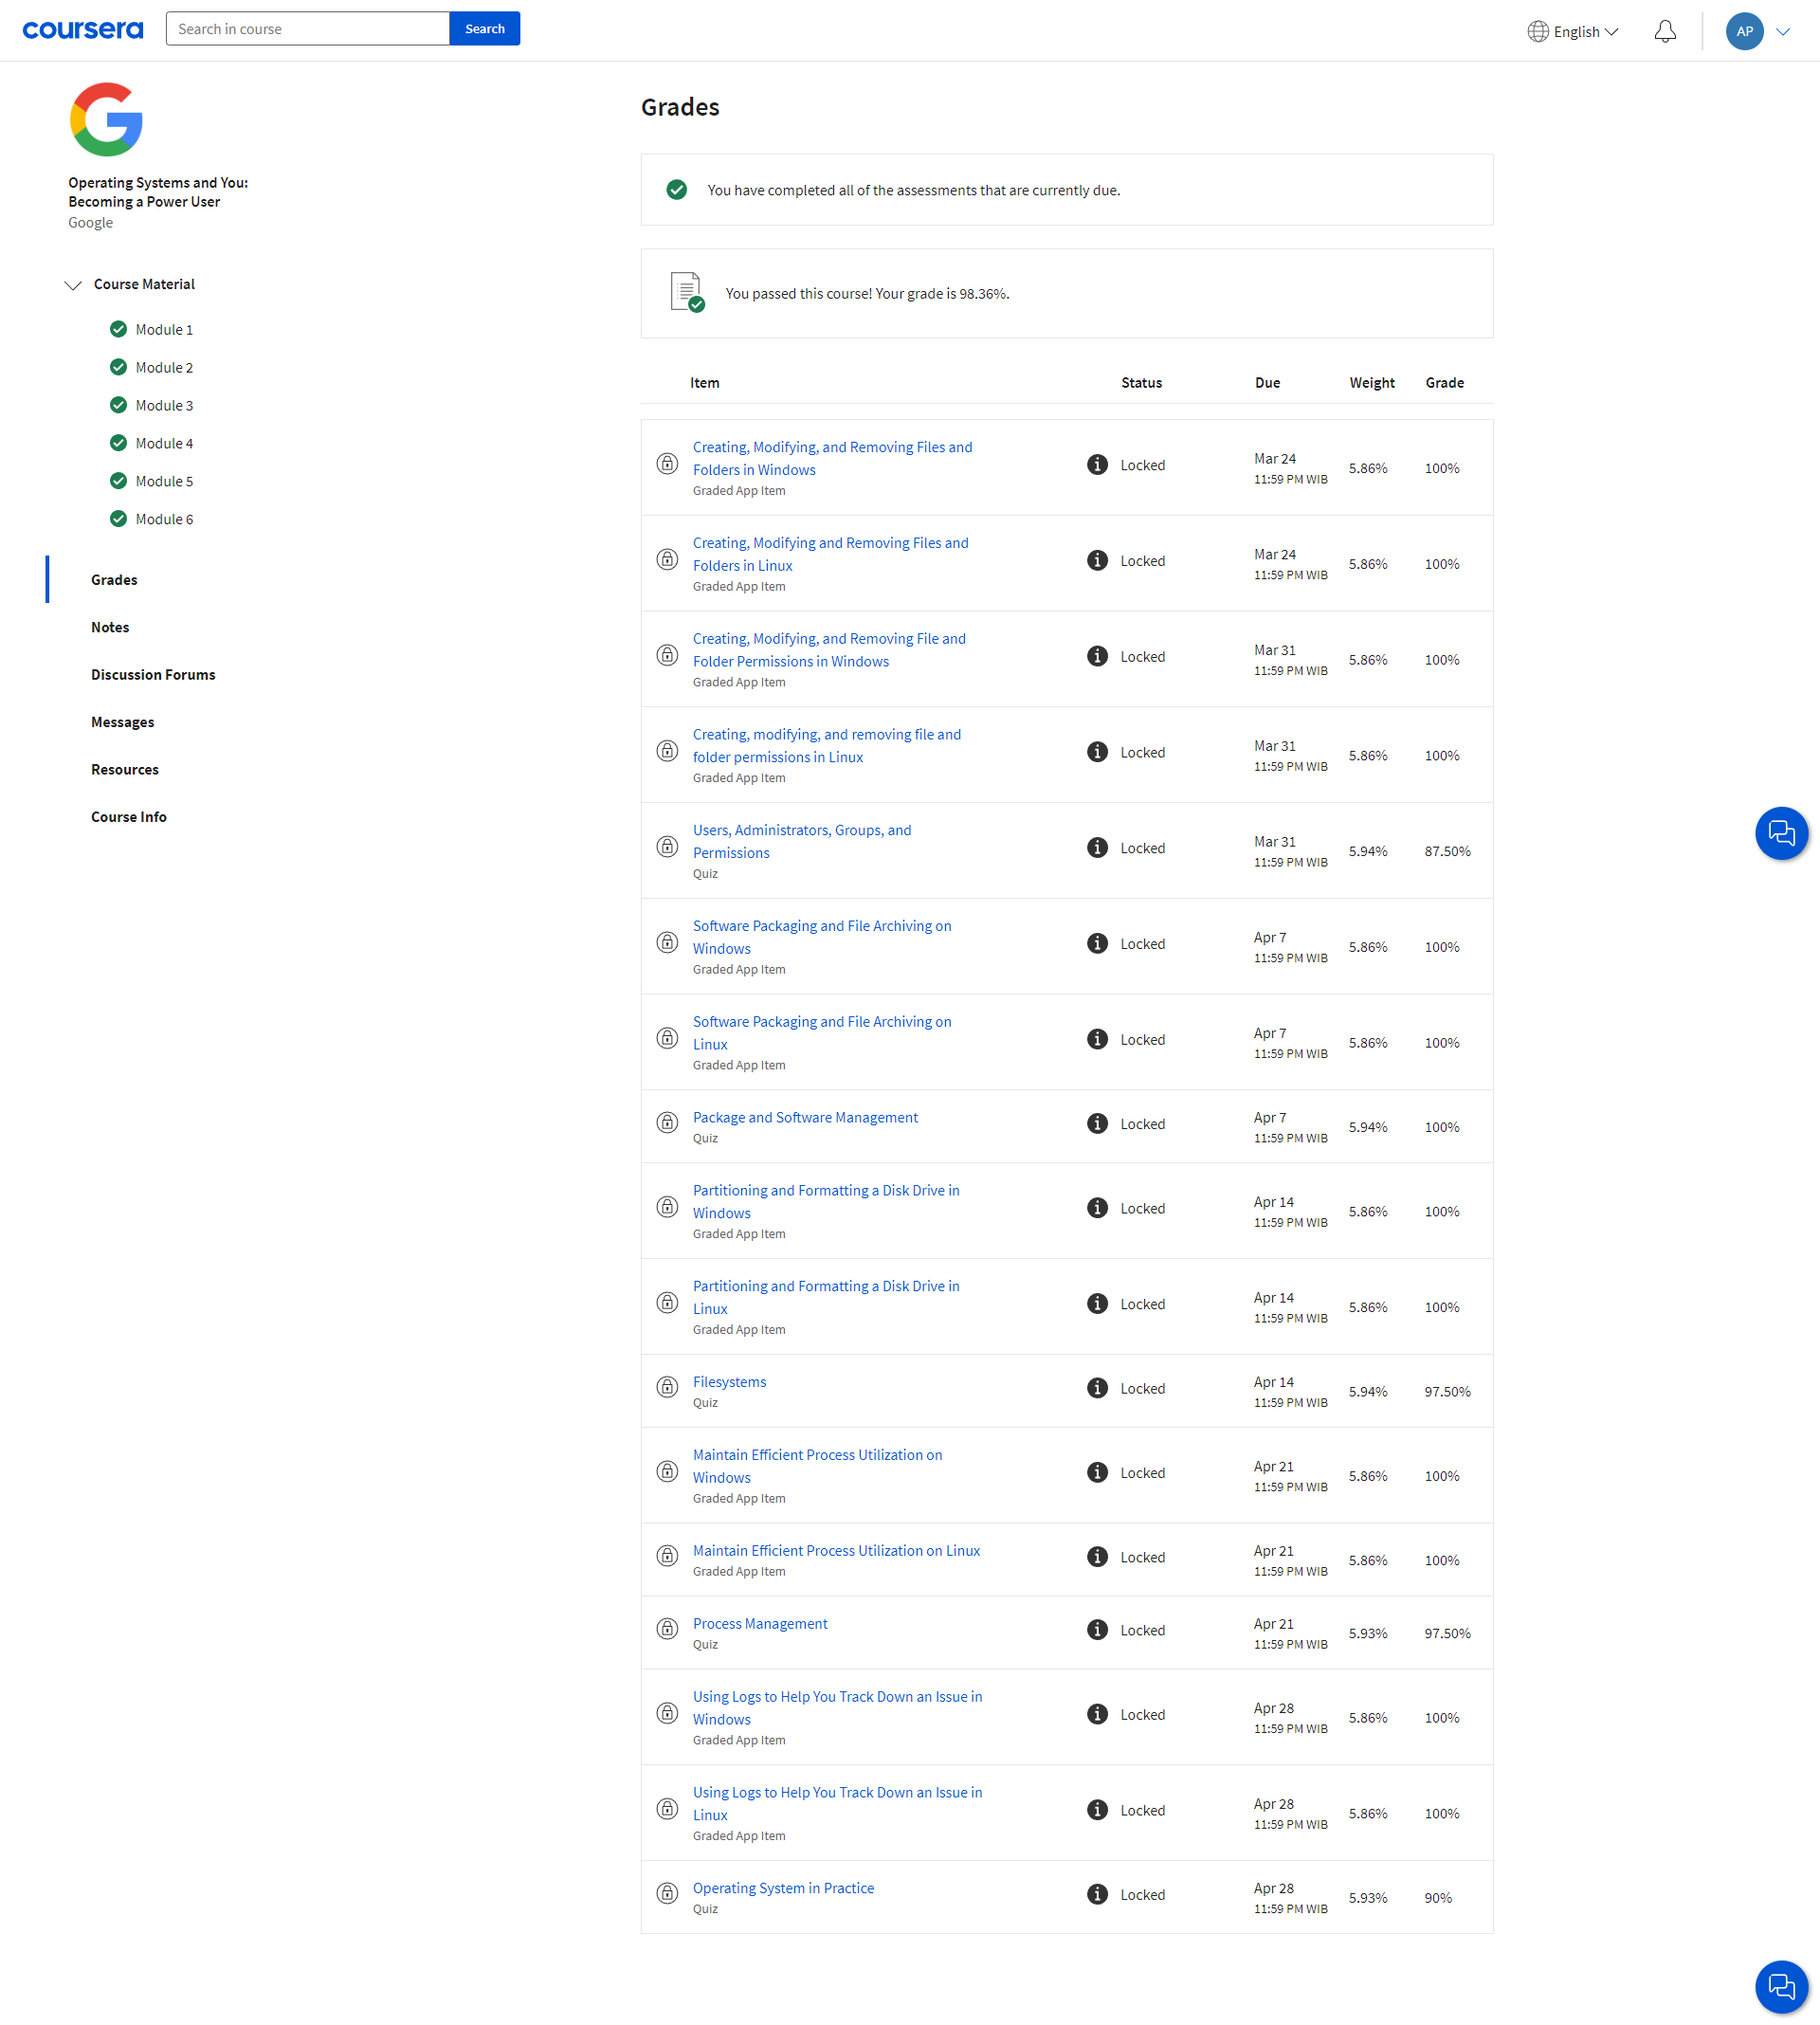 coursera
Search in course
Search
English
AP
Operating Systems and You:
Becoming a Power User
Google
Course Material
Module 1
Module 2
Module 3
Module 4
Module 5
Module 6
Grades
Notes
Discussion Forums
Messages
Resources
Course Info
Grades
You have completed all of the assessments that are currently due.
You passed this course! Your grade is 98.36%.
Item Status Due Weight Grade
Creating, Modifying, and Removing Files and
Folders in Windows
Graded App Item
Locked
Mar 24
11:59 PM WIB
5.86%
100%
Creating, Modifying and Removing Files and
Folders in Linux
Graded App Item
Locked
Mar 24
11:59 PM WIB
5.86%
100%
Creating, Modifying, and Removing File and
Folder Permissions in Windows
Graded App Item
Locked
Mar 31
11:59 PM WIB
5.86%
100%
Creating, modifying, and removing file and
folder permissions in Linux
Graded App Item
Locked
Mar 31
11:59 PM WIB
5.86%
100%
Users, Administrators, Groups, and
Permissions
Quiz
Locked
Mar 31
11:59 PM WIB
5.94%
87.50%
Software Packaging and File Archiving on
Windows
Graded App Item
Locked
Apr 7
11:59 PM WIB
5.86%
100%
Software Packaging and File Archiving on
Linux
Graded App Item
Locked
Apr 7
11:59 PM WIB
5.86%
100%
Package and Software Management
Quiz
Locked
Apr 7
11:59 PM WIB
5.94%
100%
Partitioning and Formatting a Disk Drive in
Windows
Graded App Item
Locked
Apr 14
11:59 PM WIB
5.86%
100%
Partitioning and Formatting a Disk Drive in
Linux
Graded App Item
Locked
Apr 14
11:59 PM WIB
5.86%
100%
Filesystems
Quiz
Locked
Apr 14
11:59 PM WIB
5.94%
97.50%
Maintain Efficient Process Utilization on
Windows
Graded App Item
Locked
Apr 21
11:59 PM WIB
5.86%
100%
Maintain Efficient Process Utilization on Linux
Graded App Item
Locked
Apr 21
11:59 PM WIB
5.86%
100%
Process Management
Quiz
Locked
Apr 21
11:59 PM WIB
5.93%
97.50%
Using Logs to Help You Track Down an Issue in
Windows
Graded App Item
Locked
Apr 28
11:59 PM WIB
5.86%
100%
Using Logs to Help You Track Down an Issue in
Linux
Graded App Item
Locked
Apr 28
11:59 PM WIB
5.86%
100%
Operating System in Practice
Quiz
Locked
Apr 28
11:59 PM WIB
5.93%
90%